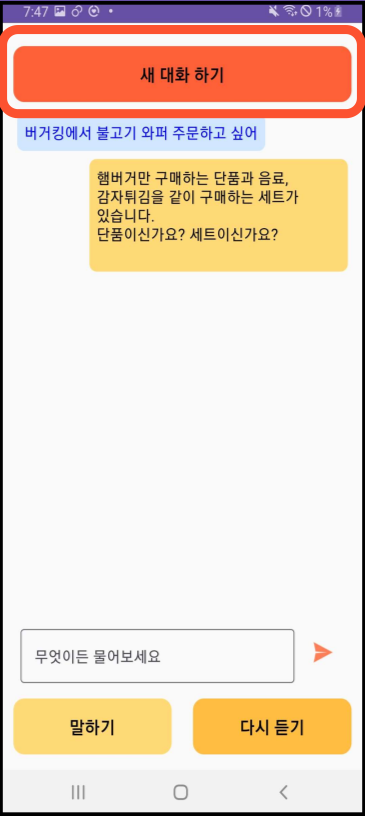 7:47
1%
새 대화 하기
버거킹에서 불고기 와퍼 주문하고 싶어
햄버거만 구매하는 단품과 음료,
감자튀김을 같이 구매하는 세트가
있습니다.
단품이신가요? 세트이신가요?
무엇이든 물어보세요
말하기
다시 듣기